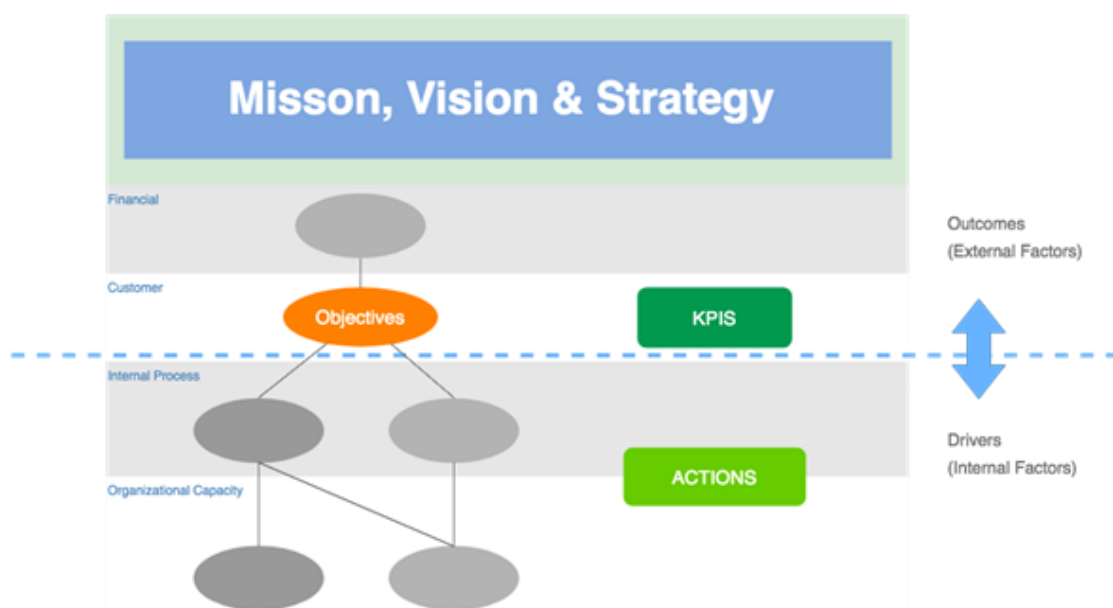 Misson, Vision & Strategy
Financial
Outcomes
(External Factors)
Customer
Objectives
KPIS
Internal Process
Drivers
(Internal Factors)
ACTIONS
Organizational Capacity